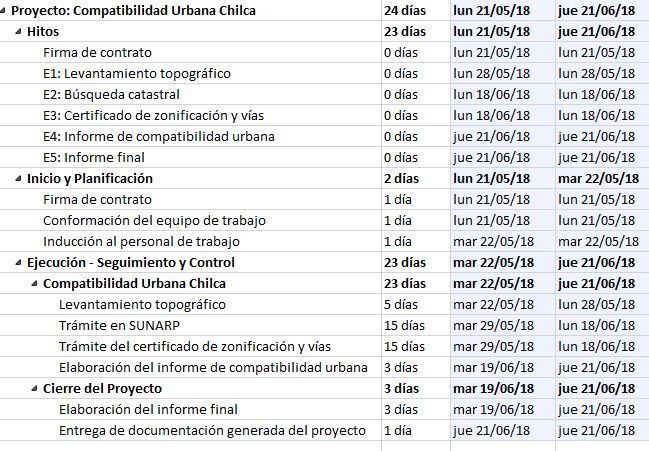 Proyecto: Compatibilidad Urbana Chilca 24 días lun 21/05/18 jue 21/06/18
Hitos 23 días lun 21/05/18 jue 21/06/18
Firma de contrato 0 días lun 21/05/18 lun 21/05/18
E1: Levantamiento topográfico 0 días lun 28/05/18 lun 28/05/18
E2: Búsqueda catastral 0 días lun 18/06/18 lun 18/06/18
E3: Certificado de zonificación y vías 0 días lun 18/06/18 lun 18/06/18
E4: Informe de compatibilidad urbana 0 días jue 21/06/18 jue 21/06/18
E5: Informe final 0 días jue 21/06/18 jue 21/06/18
Inicio y Planificación 2 días lun 21/05/18 mar 22/05/18
Firma de contrato 1 día lun 21/05/18 lun 21/05/18
Conformación del equipo de trabajo 1 día lun 21/05/18 lun 21/05/18
Inducción al personal de trabajo 1 día mar 22/05/18 mar 22/05/18
Ejecución - Seguimiento y Control 23 días mar 22/05/18 jue 21/06/18
Compatibilidad Urbana Chilca 23 días mar 22/05/18 jue 21/06/18
Levantamiento topográfico 5 días mar 22/05/18 lun 28/05/18
Trámite en SUNARP 15 días mar 29/05/18 lun 18/06/18
Trámite del certificado de zonificación y vías 15 días mar 29/05/18 lun 18/06/18
Elaboración del informe de compatibilidad urbana 3 días mar 19/06/18 jue 21/06/18
Cierre del Proyecto 3 días mar 19/06/18 jue 21/06/18
Elaboración del informe final 3 días mar 19/06/18 jue 21/06/18
Entrega de documentación generada del proyecto 1 día jue 21/06/18 jue 21/06/18